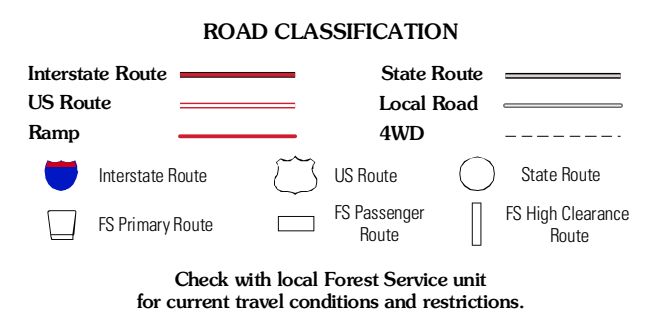 ROAD CLASSIFICATION
Interstate Route
State Route
US Route
Local Road
Ramp
4WD
Interstate Route
US Route
State Route
FS Primary Route
FS Passenger
Route
FS High Clearance
Route
Check with local Forest Service unit
for current travel conditions and restrictions.